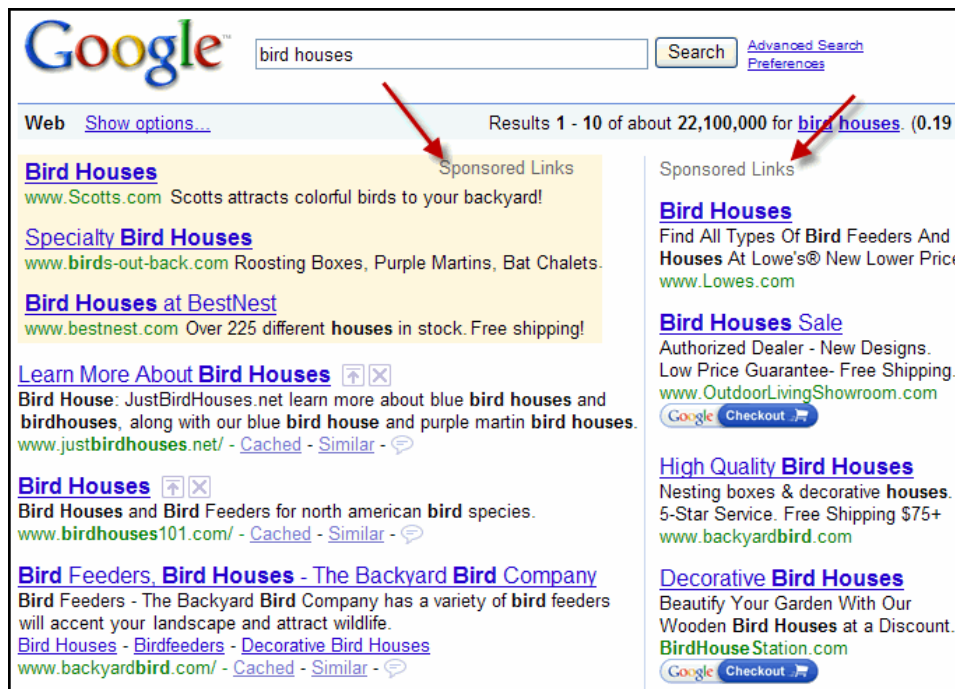 Google™
bird houses
Search
Advanced Search
Preferences
Web Show options...
Results 1 - 10 of about 22,100,000 for bird houses. (0.19
Sponsored Links
Bird Houses
www.Scotts.com Scotts attracts colorful birds to your backyard!
Specialty Bird Houses
www.birds-out-back.com Roosting Boxes, Purple Martins, Bat Chalets.
Bird Houses at BestNest
www.bestnest.com Over 225 different houses in stock. Free shipping!
Learn More About Bird Houses
Bird House: JustBirdHouses.net learn more about blue bird houses and
birdhouses, along with our blue bird house and purple martin bird houses.
www.justbirdhouses.net/ - Cached - Similar -
Bird Houses
Bird Houses and Bird Feeders for north american bird species.
www.birdhouses101.com/ - Cached - Similar -
Bird Feeders, Bird Houses - The Backyard Bird Company
Bird Feeders - The Backyard Bird Company has a variety of bird feeders
will accent your landscape and attract wildlife.
Bird Houses - Birdfeeders - Decorative Bird Houses
www.backyardbird.com/ - Cached - Similar -
Sponsored Links
Bird Houses
Find All Types Of Bird Feeders And
Houses At Lowe's® New Lower Price
www.Lowes.com
Bird Houses Sale
Authorized Dealer - New Designs.
Low Price Guarantee- Free Shipping.
www.OutdoorLivingShowroom.com
Google Checkout
High Quality Bird Houses
Nesting boxes & decorative houses.
5-Star Service. Free Shipping $75+
www.backyardbird.com
Decorative Bird Houses
Beautify Your Garden With Our
Wooden Bird Houses at a Discount.
BirdHouseStation.com
Google Checkout